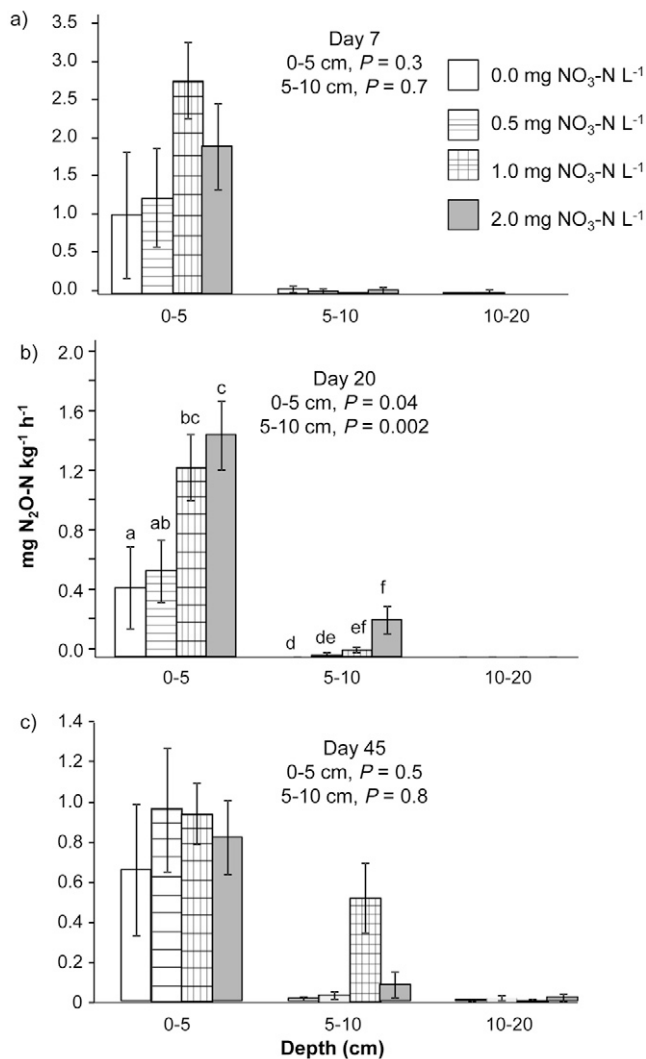 a)
3.5
3.0
2.5
2.0
1.5
1.0
0.5
0.0
Day 7
0-5 cm, P = 0.3
5-10 cm, P = 0.7
0.0 mg NO₃-N L⁻¹
0.5 mg NO₃-N L⁻¹
1.0 mg NO₃-N L⁻¹
2.0 mg NO₃-N L⁻¹
0-5
5-10
10-20
b)
2.0
1.6
1.2
0.8
0.4
0.0
Day 20
0-5 cm, P = 0.04
5-10 cm, P = 0.002
a
ab
bc
c
d
de
ef
f
0-5
5-10
10-20
mg N₂O-N kg⁻¹ h⁻¹
c)
1.4
1.2
1.0
0.8
0.6
0.4
0.2
0
Day 45
0-5 cm, P = 0.5
5-10 cm, P = 0.8
0-5
5-10
10-20
Depth (cm)